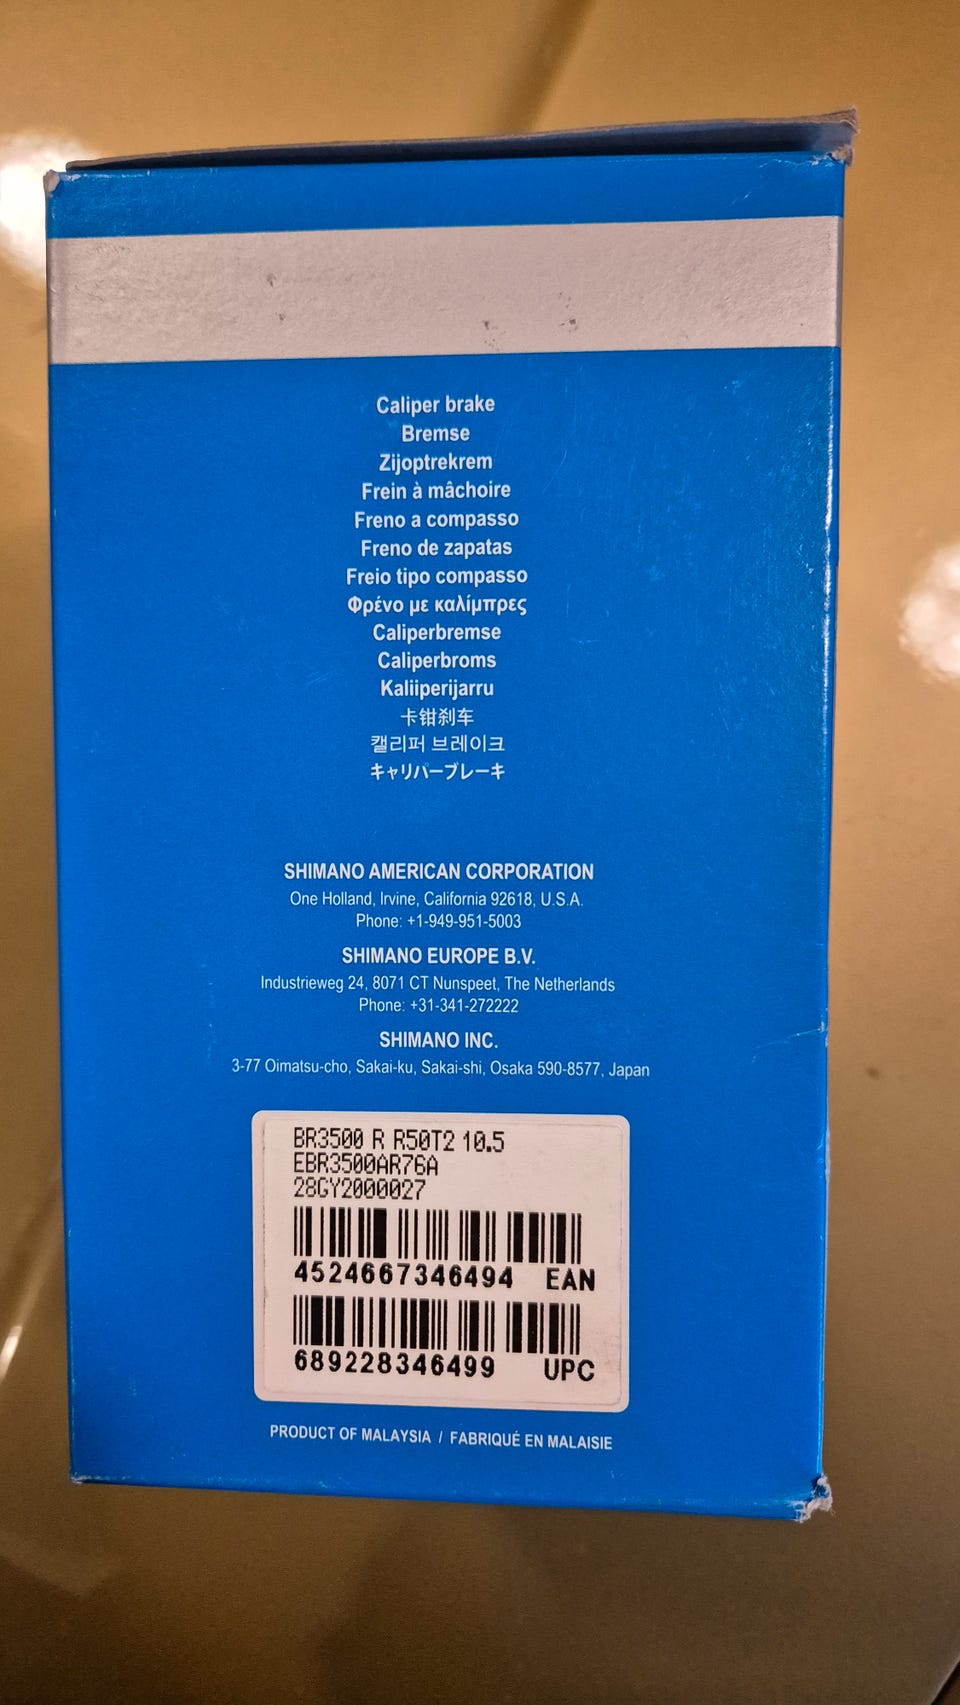 Caliper brake
Bremse
Zijoptrekrem
Frein à mâchoire
Freno a compasso
Freno de zapatas
Freio tipo compasso
Φρένο με καλίμπρες
Caliperbremse
Caliperbroms
Kaliiperijarru
卡钳刹车
캘리퍼 브레이크
キャリパーブレーキ
SHIMANO AMERICAN CORPORATION
One Holland, Irvine, California 92618, U.S.A.
Phone: +1-949-951-5003
SHIMANO EUROPE B.V.
Industrieweg 24, 8071 CT Nunspeet, The Netherlands
Phone: +31-341-272222
SHIMANO INC.
3-77 Oimatsu-cho, Sakai-ku, Sakai-shi, Osaka 590-8577, Japan
BR3500 R R50T2 10.5
EBR3500AR76A
28GY2000027
4524667346494 EAN
689228346499 UPC
PRODUCT OF MALAYSIA / FABRIQUÉ EN MALAISIE